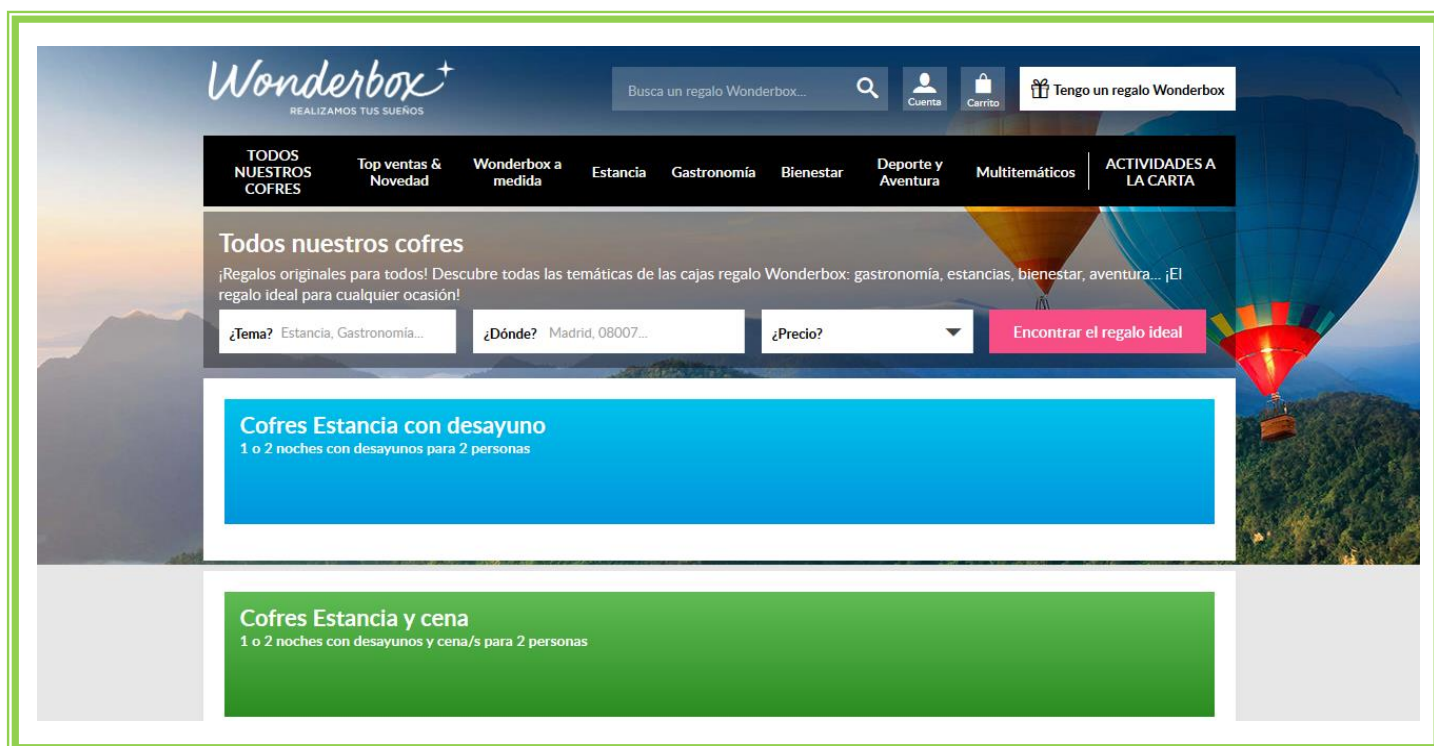 Wonderbox
REALIZAMOS TUS SUEÑOS
Busca un regalo Wonderbox...
Cuenta
Carrito
Tengo un regalo Wonderbox
TODOS
NUESTROS
COFRES
Top ventas &
Novedad
Wonderbox a
medida
Estancia
Gastronomía
Bienestar
Deporte y
Aventura
Multitemáticos
ACTIVIDADES A
LA CARTA
Todos nuestros cofres
¡Regalos originales para todos! Descubre todas las temáticas de las cajas regalo Wonderbox: gastronomía, estancias, bienestar, aventura... ¡El
regalo ideal para cualquier ocasión!
¿Tema? Estancia, Gastronomía...
¿Dónde? Madrid, 08007...
¿Precio?
Encontrar el regalo ideal
Cofres Estancia con desayuno
1 o 2 noches con desayunos para 2 personas
Cofres Estancia y cena
1 o 2 noches con desayunos y cena/s para 2 personas